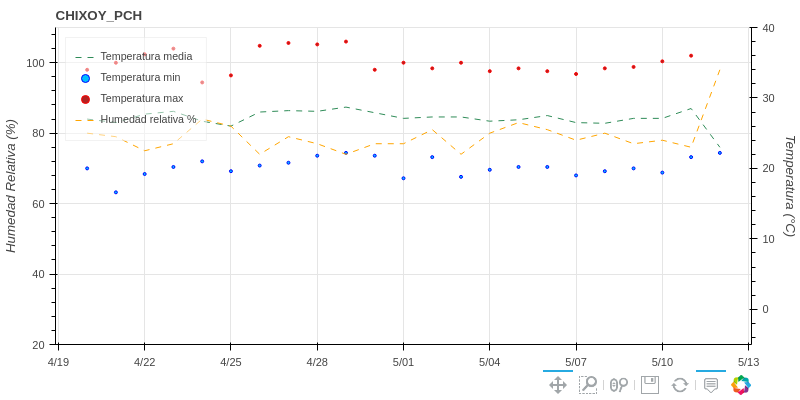 CHIXOY_PCH
Temperatura media
Temperatura min
Temperatura max
Humedad relativa %
Humedad Relativa (%)
100
80
60
40
20
Temperatura (°C)
40
30
20
10
0
4/19 4/22 4/25 4/28 5/01 5/04 5/07 5/10 5/13